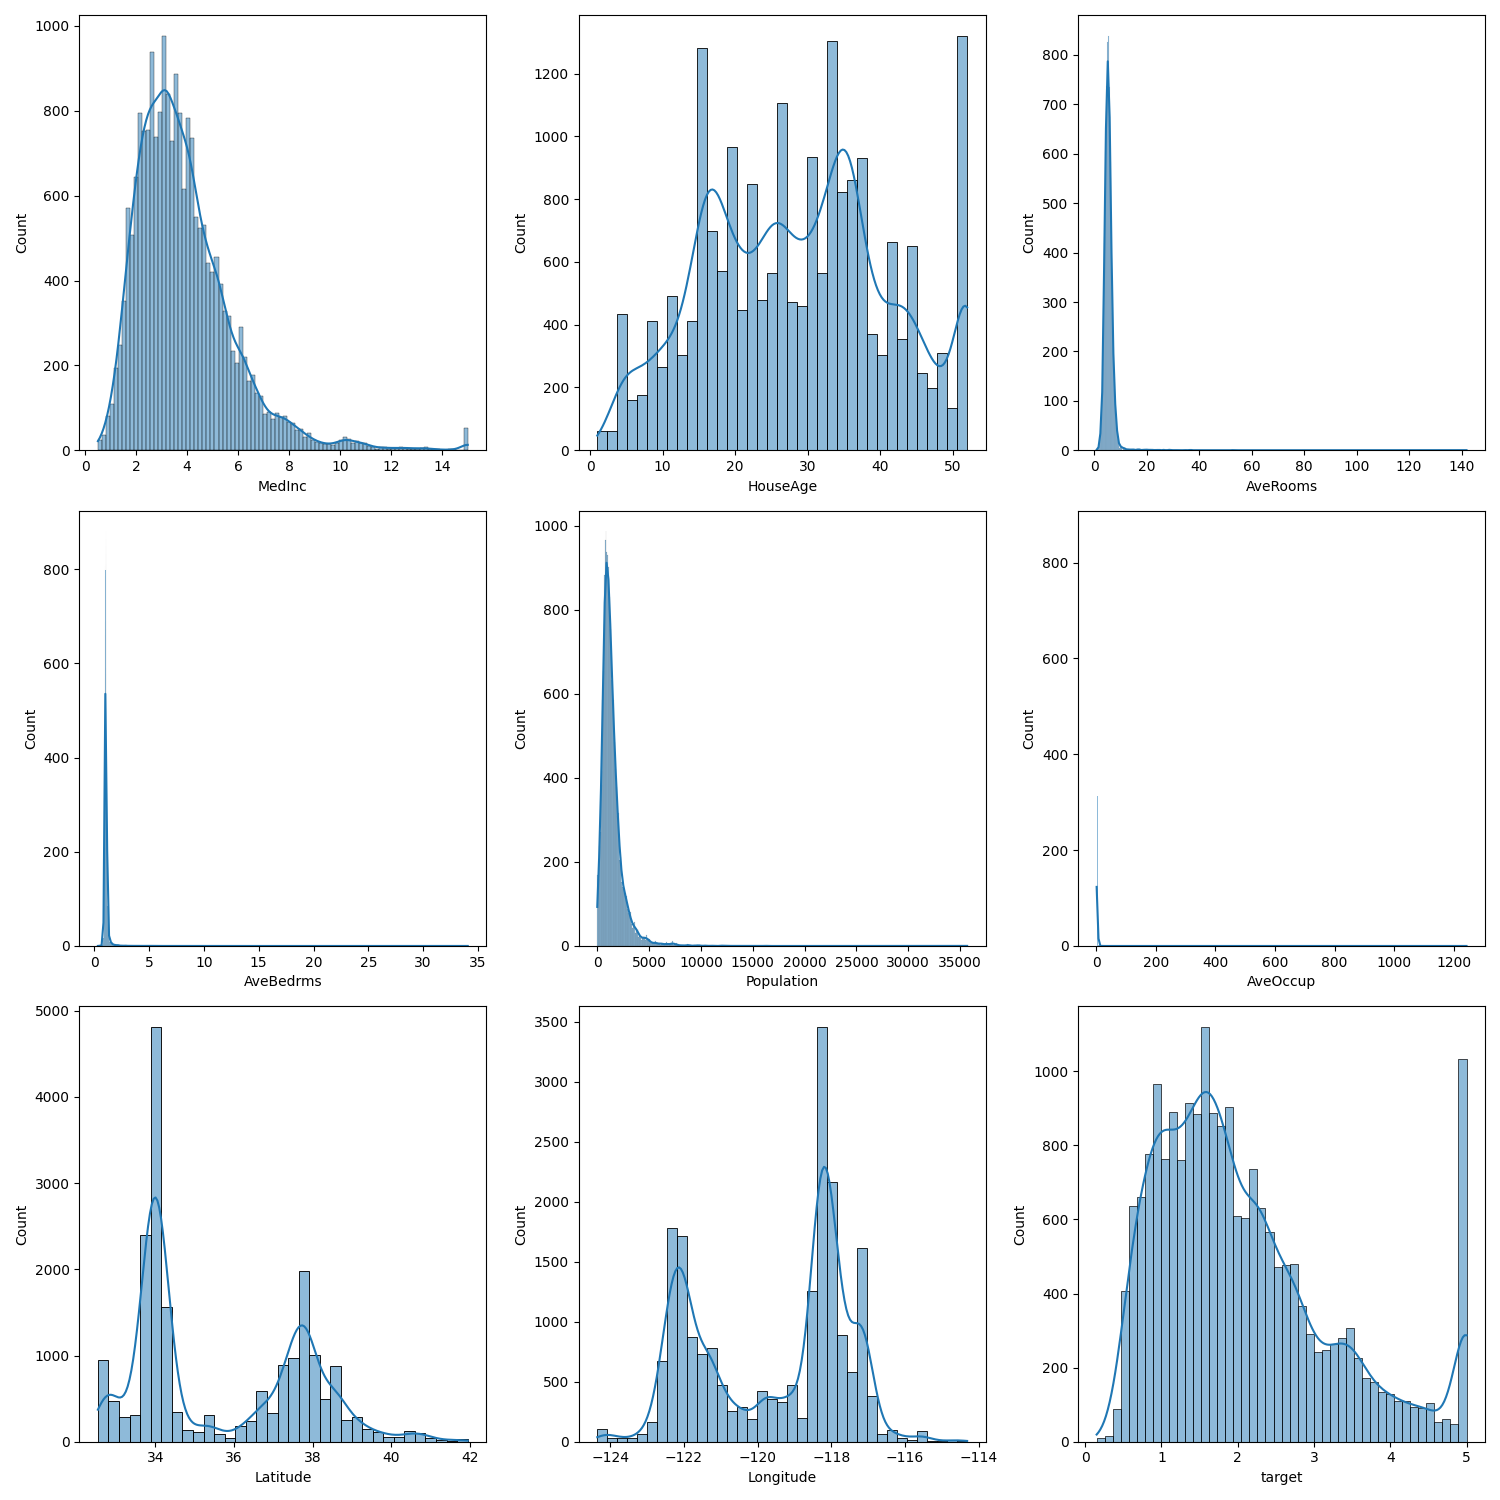 1000
800
600
400
200
0
Count
0 2 4 6 8 10 12 14
MedInc
1200
1000
800
600
400
200
0
Count
0 10 20 30 40 50
HouseAge
800
700
600
500
400
300
200
100
0
Count
0 20 40 60 80 100 120 140
AveRooms
800
600
400
200
0
Count
0 5 10 15 20 25 30 35
AveBedrms
1000
800
600
400
200
0
Count
0 5000 10000 15000 20000 25000 30000 35000
Population
800
600
400
200
0
Count
0 200 400 600 800 1000 1200
AveOccup
5000
4000
3000
2000
1000
0
Count
34 36 38 40 42
Latitude
3500
3000
2500
2000
1500
1000
500
0
Count
−124 −122 −120 −118 −116 −114
Longitude
1000
800
600
400
200
0
Count
0 1 2 3 4 5
target